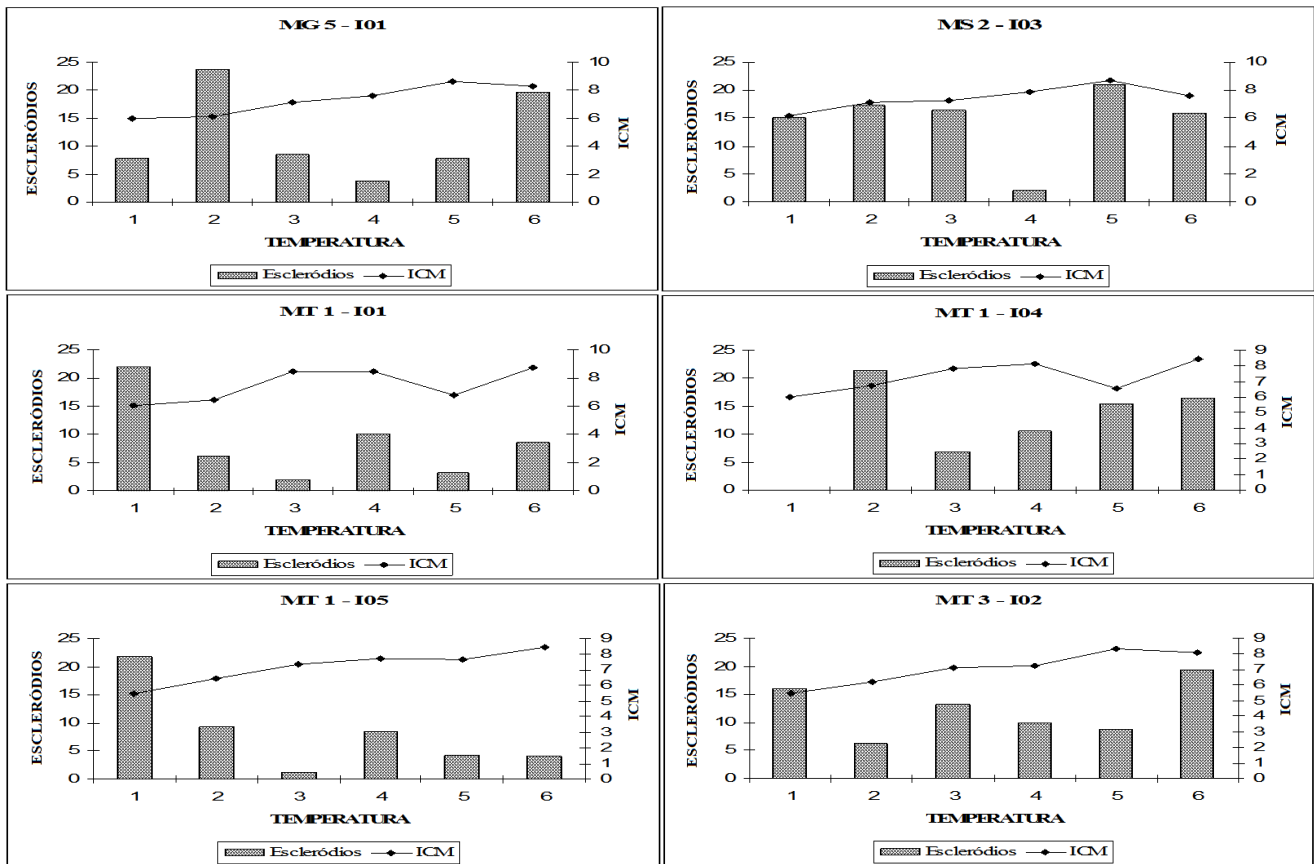 MG 5 - I01
25
20
15
10
5
0
10
8
6
4
2
0
ESCLERÓDIOS
ICM
1 2 3 4 5 6
TEMPERATURA
Escleródios ICM
MS 2 - I03
25
20
15
10
5
0
10
8
6
4
2
0
ESCLERÓDIOS
ICM
1 2 3 4 5 6
TEMPERATURA
Escleródios ICM
MT 1 - I01
25
20
15
10
5
0
10
8
6
4
2
0
ESCLERÓDIOS
ICM
1 2 3 4 5 6
TEMPERATURA
Escleródios ICM
MT 1 - I04
25
20
15
10
5
0
9
8
7
6
5
4
3
2
1
0
ESCLERÓDIOS
ICM
1 2 3 4 5 6
TEMPERATURA
Escleródios ICM
MT 1 - I05
25
20
15
10
5
0
9
8
7
6
5
4
3
2
1
0
ESCLERÓDIOS
ICM
1 2 3 4 5 6
TEMPERATURA
Escleródios ICM
MT 3 - I02
25
20
15
10
5
0
9
8
7
6
5
4
3
2
1
0
ESCLERÓDIOS
ICM
1 2 3 4 5 6
TEMPERATURA
Escleródios ICM